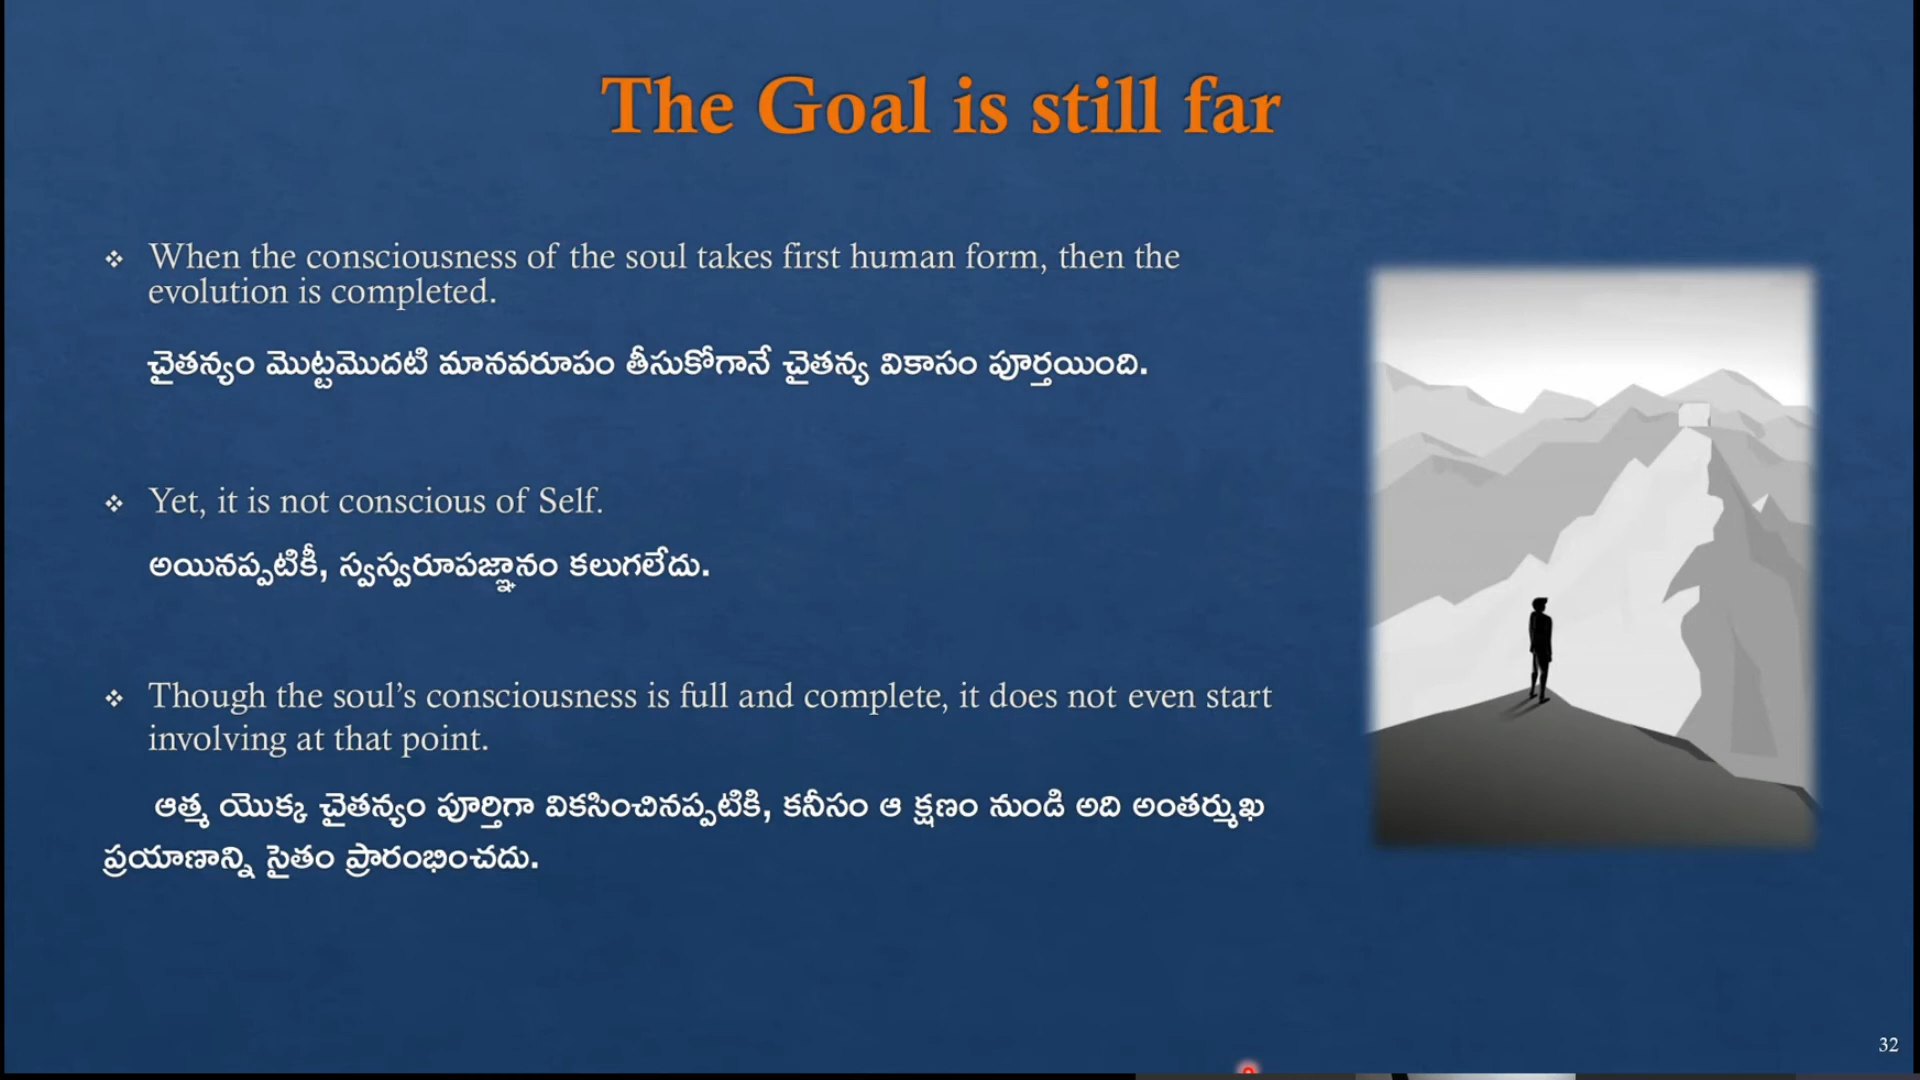 The Goal is still far
When the consciousness of the soul takes first human form, then the
evolution is completed.
చైతన్యం మొట్టమొదటి మానవరూపం తీసుకోగానే చైతన్య వికాసం పూర్తయింది.
Yet, it is not conscious of Self.
అయినప్పటికీ, స్వస్వరూపజ్ఞానం కలుగలేదు.
Though the soul’s consciousness is full and complete, it does not even start
involving at that point.
ఆత్మ యొక్క చైతన్యం పూర్తిగా వికసించినప్పటికి, కనీసం ఆ క్షణం నుండి అది అంతర్ముఖ
ప్రయాణాన్ని సైతం ప్రారంభించదు.
32